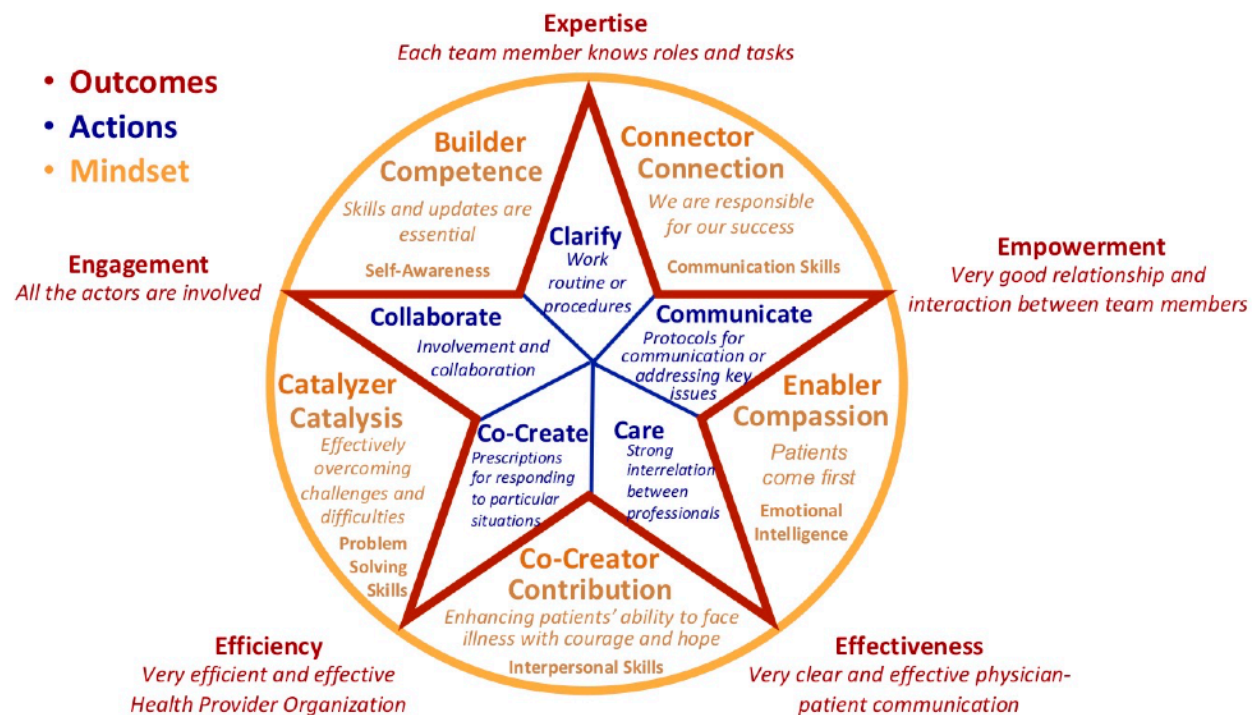 Expertise
Each team member knows roles and tasks
• Outcomes
• Actions
• Mindset
Builder
Competence
Skills and updates are
essential
Self-Awareness
Connector
Connection
We are responsible
for our success
Communication Skills
Clarify
Work
routine or
procedures
Engagement
All the actors are involved
Empowerment
Very good relationship and
interaction between team members
Collaborate
Involvement and
collaboration
Communicate
Protocols for
communication or
addressing key
issues
Catalyzer
Catalysis
Effectively
overcoming
challenges and
difficulties
Problem
Solving
Skills
Co-Create
Prescriptions
for responding
to particular
situations
Care
Strong
interrelation
between
professionals
Enabler
Compassion
Patients
come first
Emotional
Intelligence
Co-Creator
Contribution
Enhancing patients’ ability to face
illness with courage and hope
Interpersonal Skills
Efficiency
Very efficient and effective
Health Provider Organization
Effectiveness
Very clear and effective physician-
patient communication